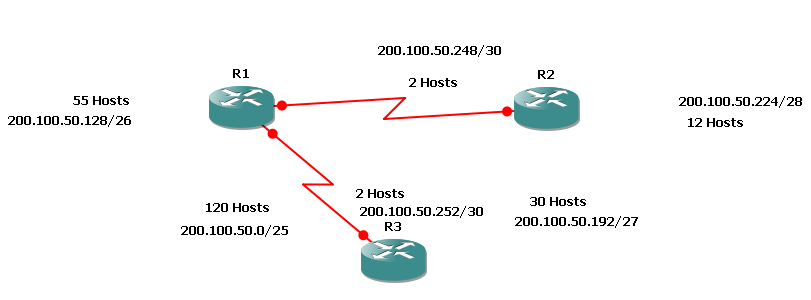 200.100.50.248/30
R1
R2
2 Hosts
55 Hosts
200.100.50.128/26
200.100.50.224/28
12 Hosts
2 Hosts
200.100.50.252/30
120 Hosts
200.100.50.0/25
30 Hosts
200.100.50.192/27
R3